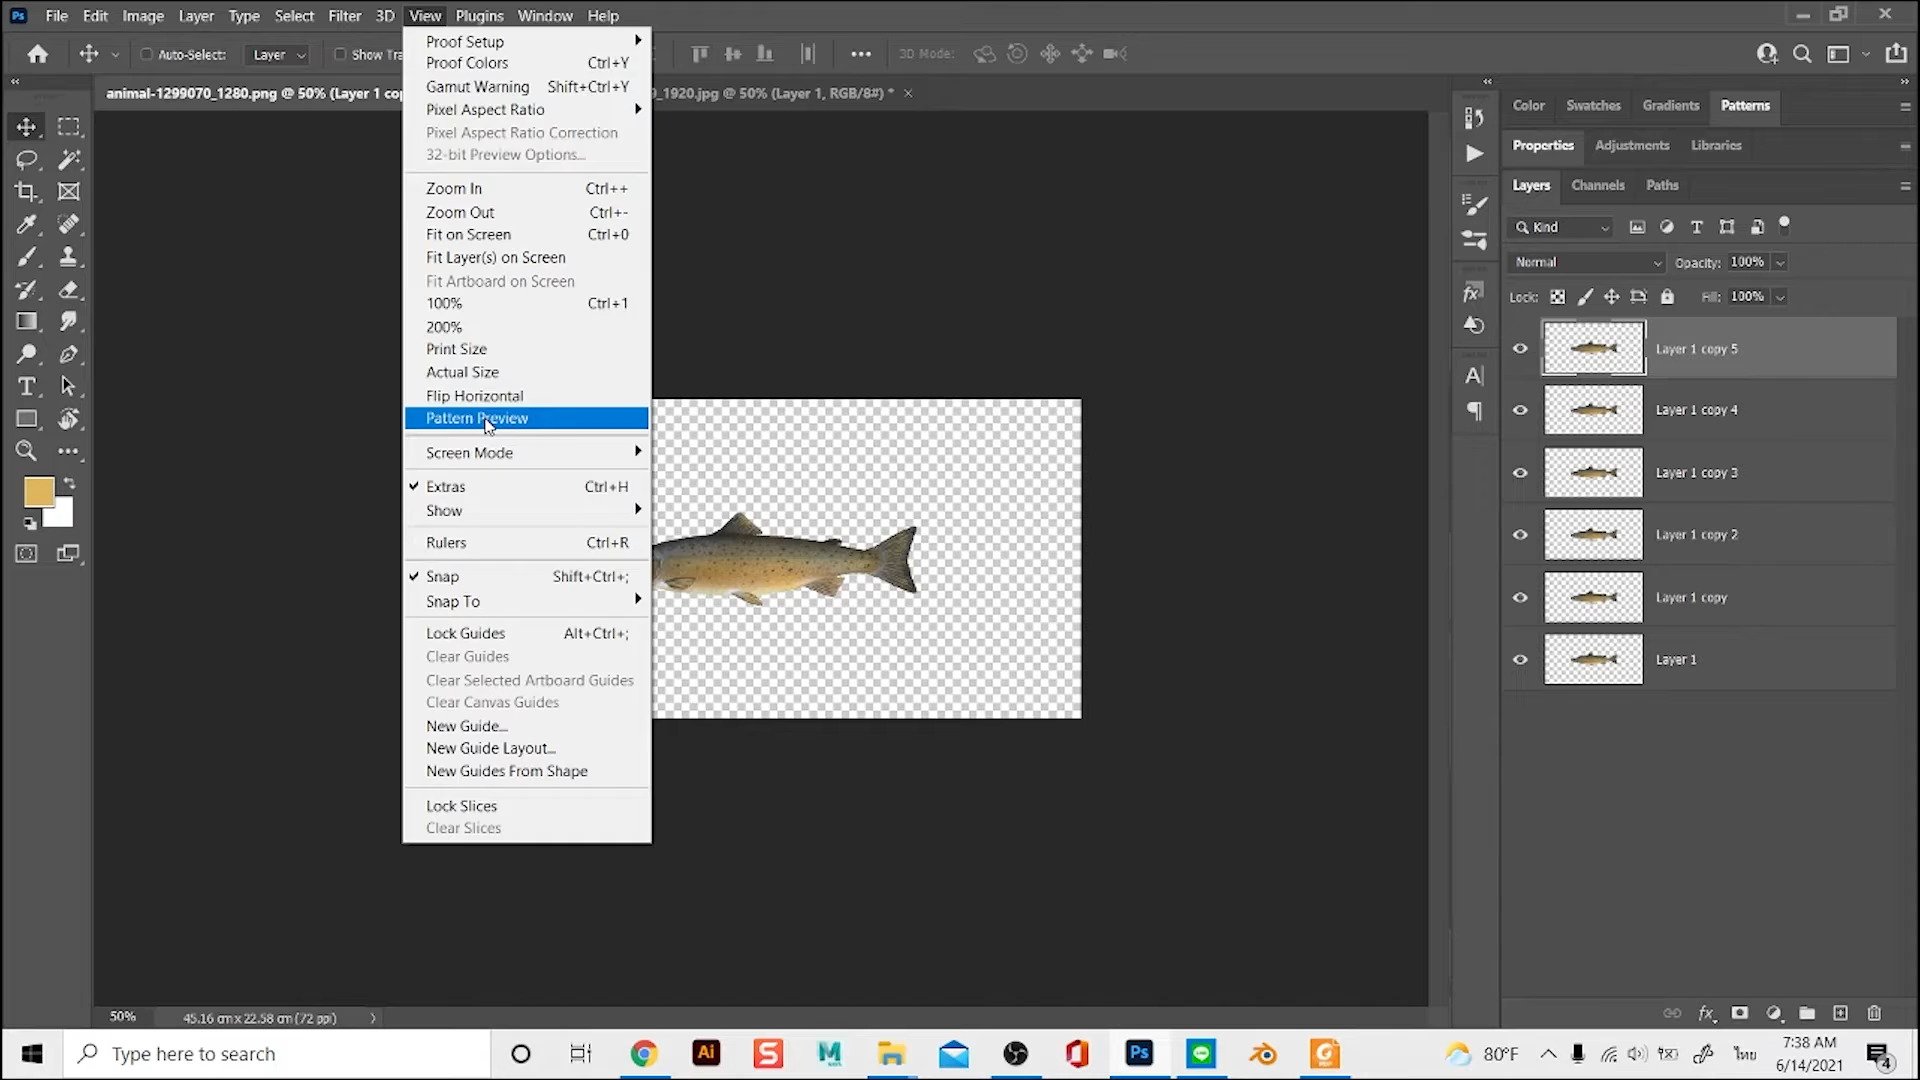 Ps File Edit Image Layer Type Select Filter 3D View Plugins Window Help
Auto-Select: Layer Show Tra 3D Mode:
animal-1299070_1280.png @ 50% (Layer 1 cop 9_1920.jpg @ 50% (Layer 1, RGB/8#) * ×
Proof Setup
Proof Colors Ctrl+Y
Gamut Warning Shift+Ctrl+Y
Pixel Aspect Ratio
Pixel Aspect Ratio Correction
32-bit Preview Options...
Zoom In Ctrl++
Zoom Out Ctrl+-
Fit on Screen Ctrl+0
Fit Layer(s) on Screen
Fit Artboard on Screen
100% Ctrl+1
200%
Print Size
Actual Size
Flip Horizontal
Pattern Preview
Screen Mode
Extras Ctrl+H
Show
Rulers Ctrl+R
Snap Shift+Ctrl+;
Snap To
Lock Guides Alt+Ctrl+;
Clear Guides
Clear Selected Artboard Guides
Clear Canvas Guides
New Guide...
New Guide Layout...
New Guides From Shape
Lock Slices
Clear Slices
Color Swatches Gradients Patterns
Properties Adjustments Libraries
Layers Channels Paths
Kind
Normal Opacity: 100%
Lock: Fill: 100%
Layer 1 copy 5
Layer 1 copy 4
Layer 1 copy 3
Layer 1 copy 2
Layer 1 copy
Layer 1
50% 45.16 cm x 22.58 cm (72 ppi)
Type here to search
Ai
S
M
Ps
80°F
ไทย
7:38 AM
6/14/2021
4